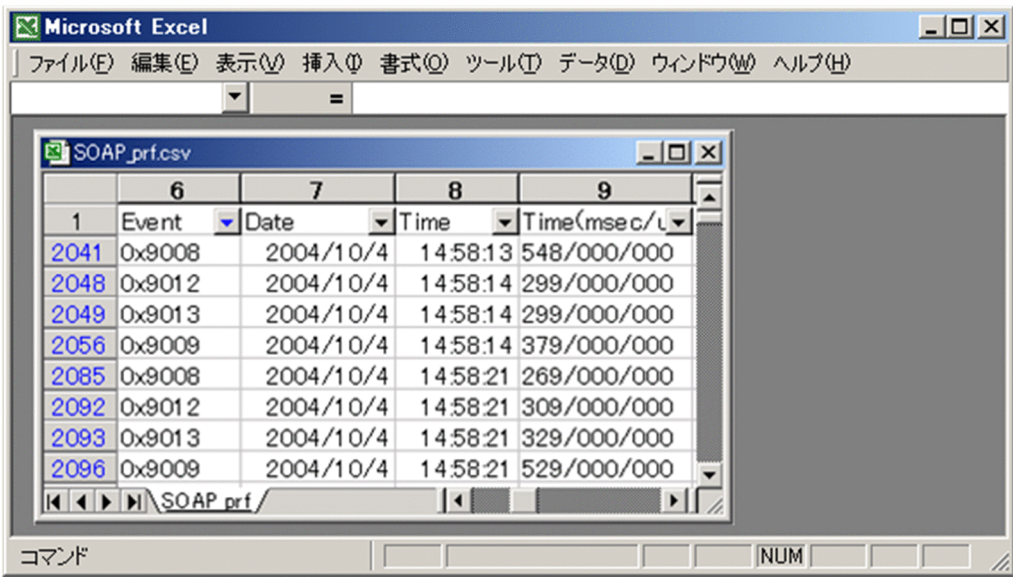 Microsoft Excel
ファイル(F) 編集(E) 表示(V) 挿入(I) 書式(O) ツール(T) データ(D) ウィンドウ(W) ヘルプ(H)
=
SOAP_prf.csv
6 7 8 9
1 Event Date Time Time(msec/u
2041 0x9008 2004/10/4 14:58:13 548/000/000
2048 0x9012 2004/10/4 14:58:14 299/000/000
2049 0x9013 2004/10/4 14:58:14 299/000/000
2056 0x9009 2004/10/4 14:58:14 379/000/000
2085 0x9008 2004/10/4 14:58:21 269/000/000
2092 0x9012 2004/10/4 14:58:21 309/000/000
2093 0x9013 2004/10/4 14:58:21 329/000/000
2096 0x9009 2004/10/4 14:58:21 529/000/000
SOAP_prf
コマンド NUM